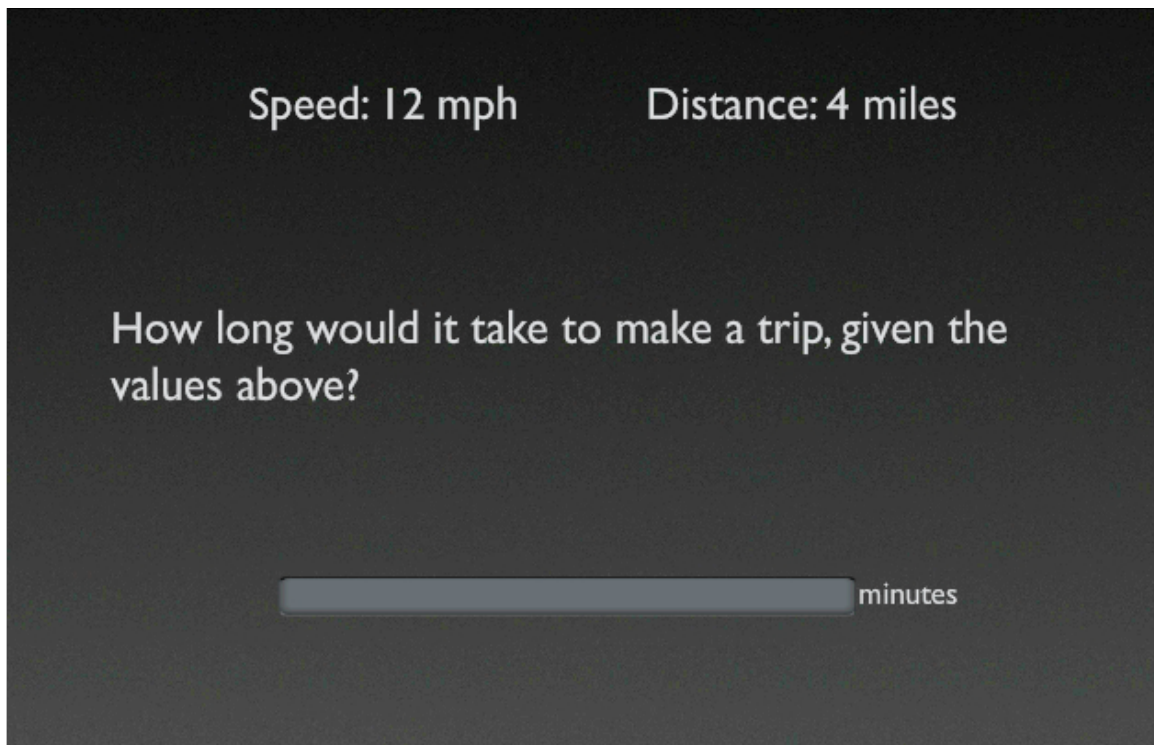 Speed: 12 mph Distance: 4 miles
How long would it take to make a trip, given the
values above?
minutes